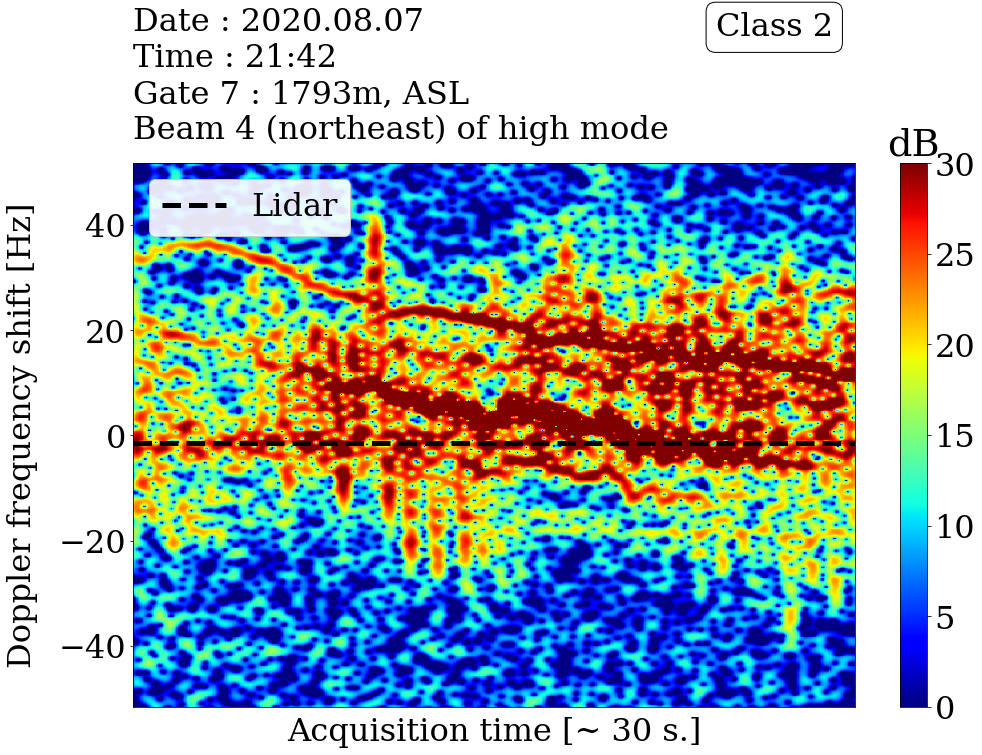 Date : 2020.08.07
Time : 21:42
Gate 7 : 1793m, ASL
Beam 4 (northeast) of high mode
Class 2
dB
Lidar
Doppler frequency shift [Hz]
40
20
0
−20
−40
30
25
20
15
10
5
0
Acquisition time [~ 30 s.]